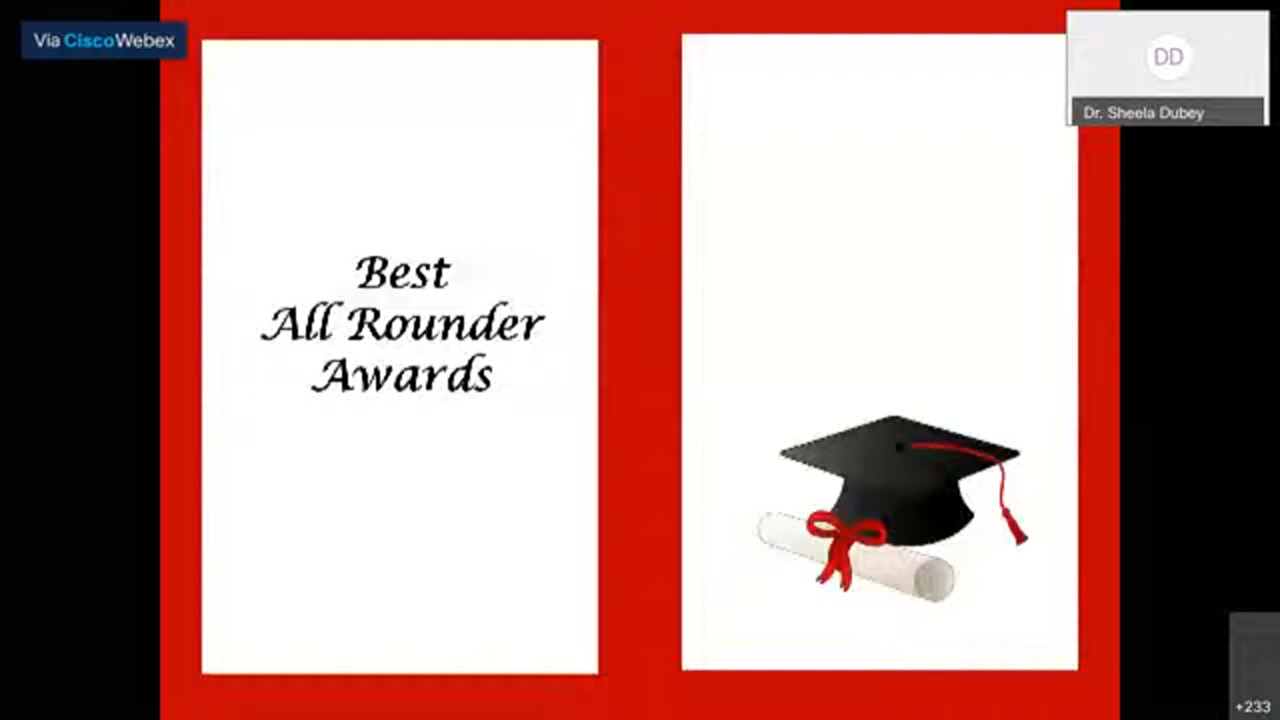 Via CiscoWebex
DD
Dr. Sheela Dubey
Best
All Rounder
Awards
+233